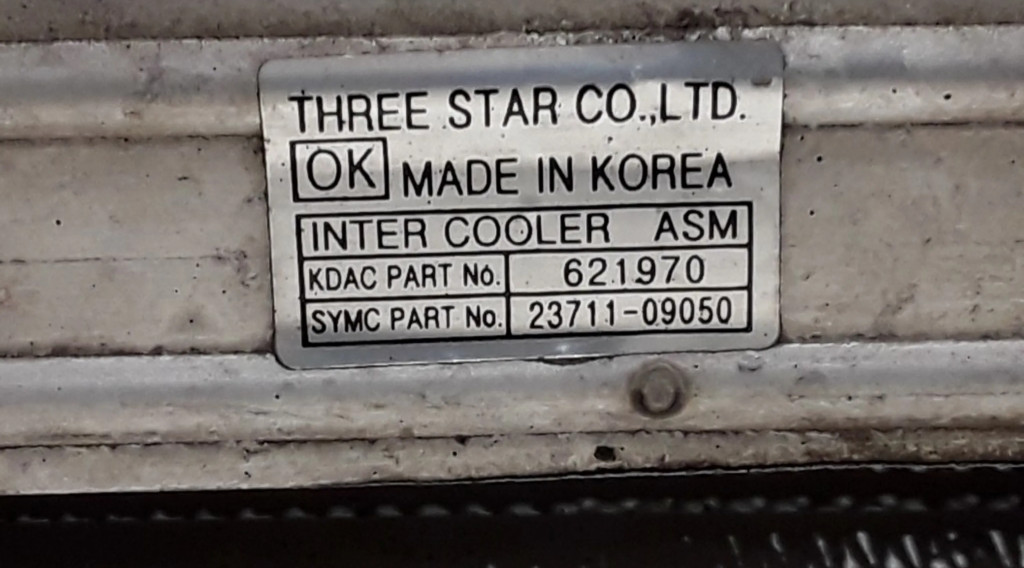 THREE STAR CO.,LTD.
OK MADE IN KOREA
INTER COOLER ASM
KDAC PART No. 621970
SYMC PART No. 23711-09050